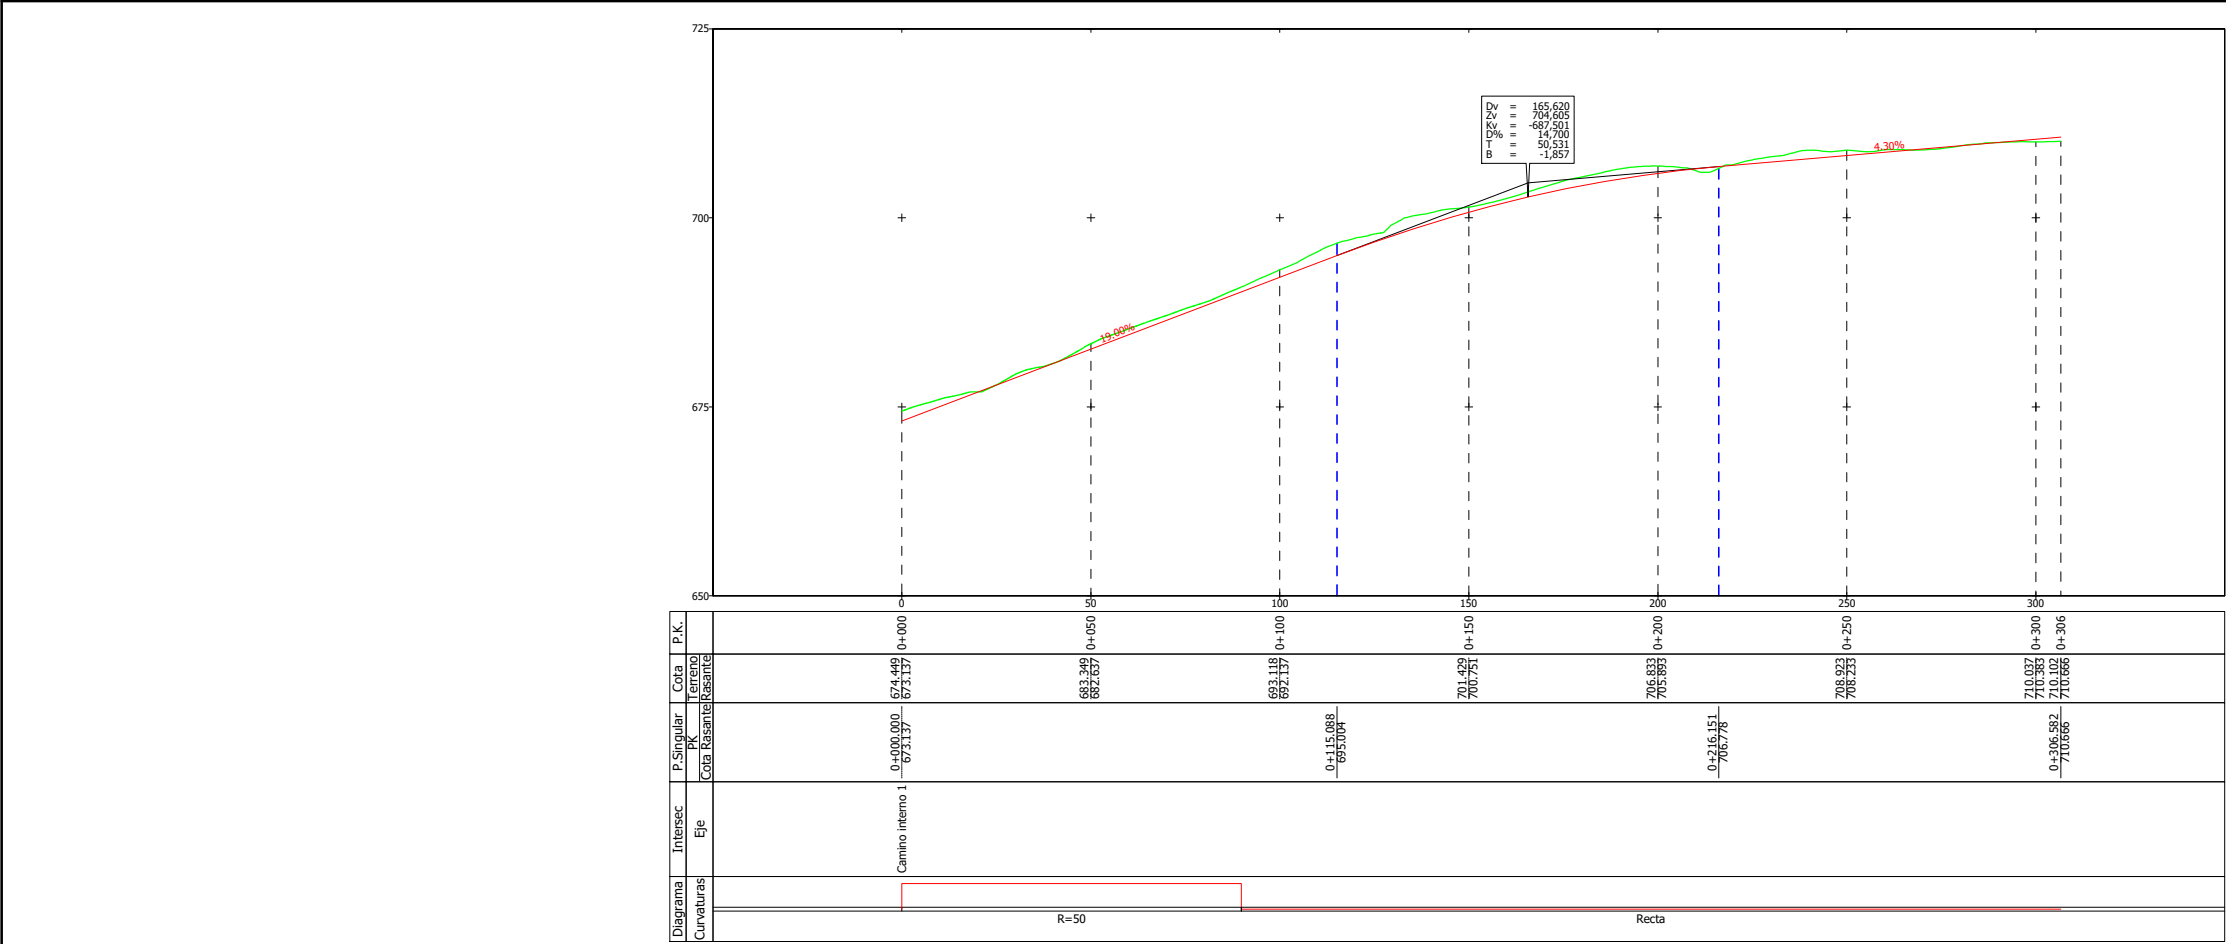 725
700
675
650
Dv = 165,620
Zv = 704,605
Kv = -687,501
D% = 14,700
T = 50,531
B = -1,857
19.00%
4.30%
0 50 100 150 200 250 300
P.K.
0+000 0+050 0+100 0+150 0+200 0+250 0+300 0+306
Cota
Terreno
674.449 683.349 693.118 701.429 706.833 708.923 710.037 710.102
Rasante
673.137 682.637 692.137 700.751 705.893 708.233 710.383 710.666
P.Singular
PK
0+000.000 0+115.088 0+216.151 0+306.582
Cota Rasante
673.137 695.004 706.778 710.666
Intersec
Eje
Camino interno 1
Diagrama
Curvaturas
R=50 Recta